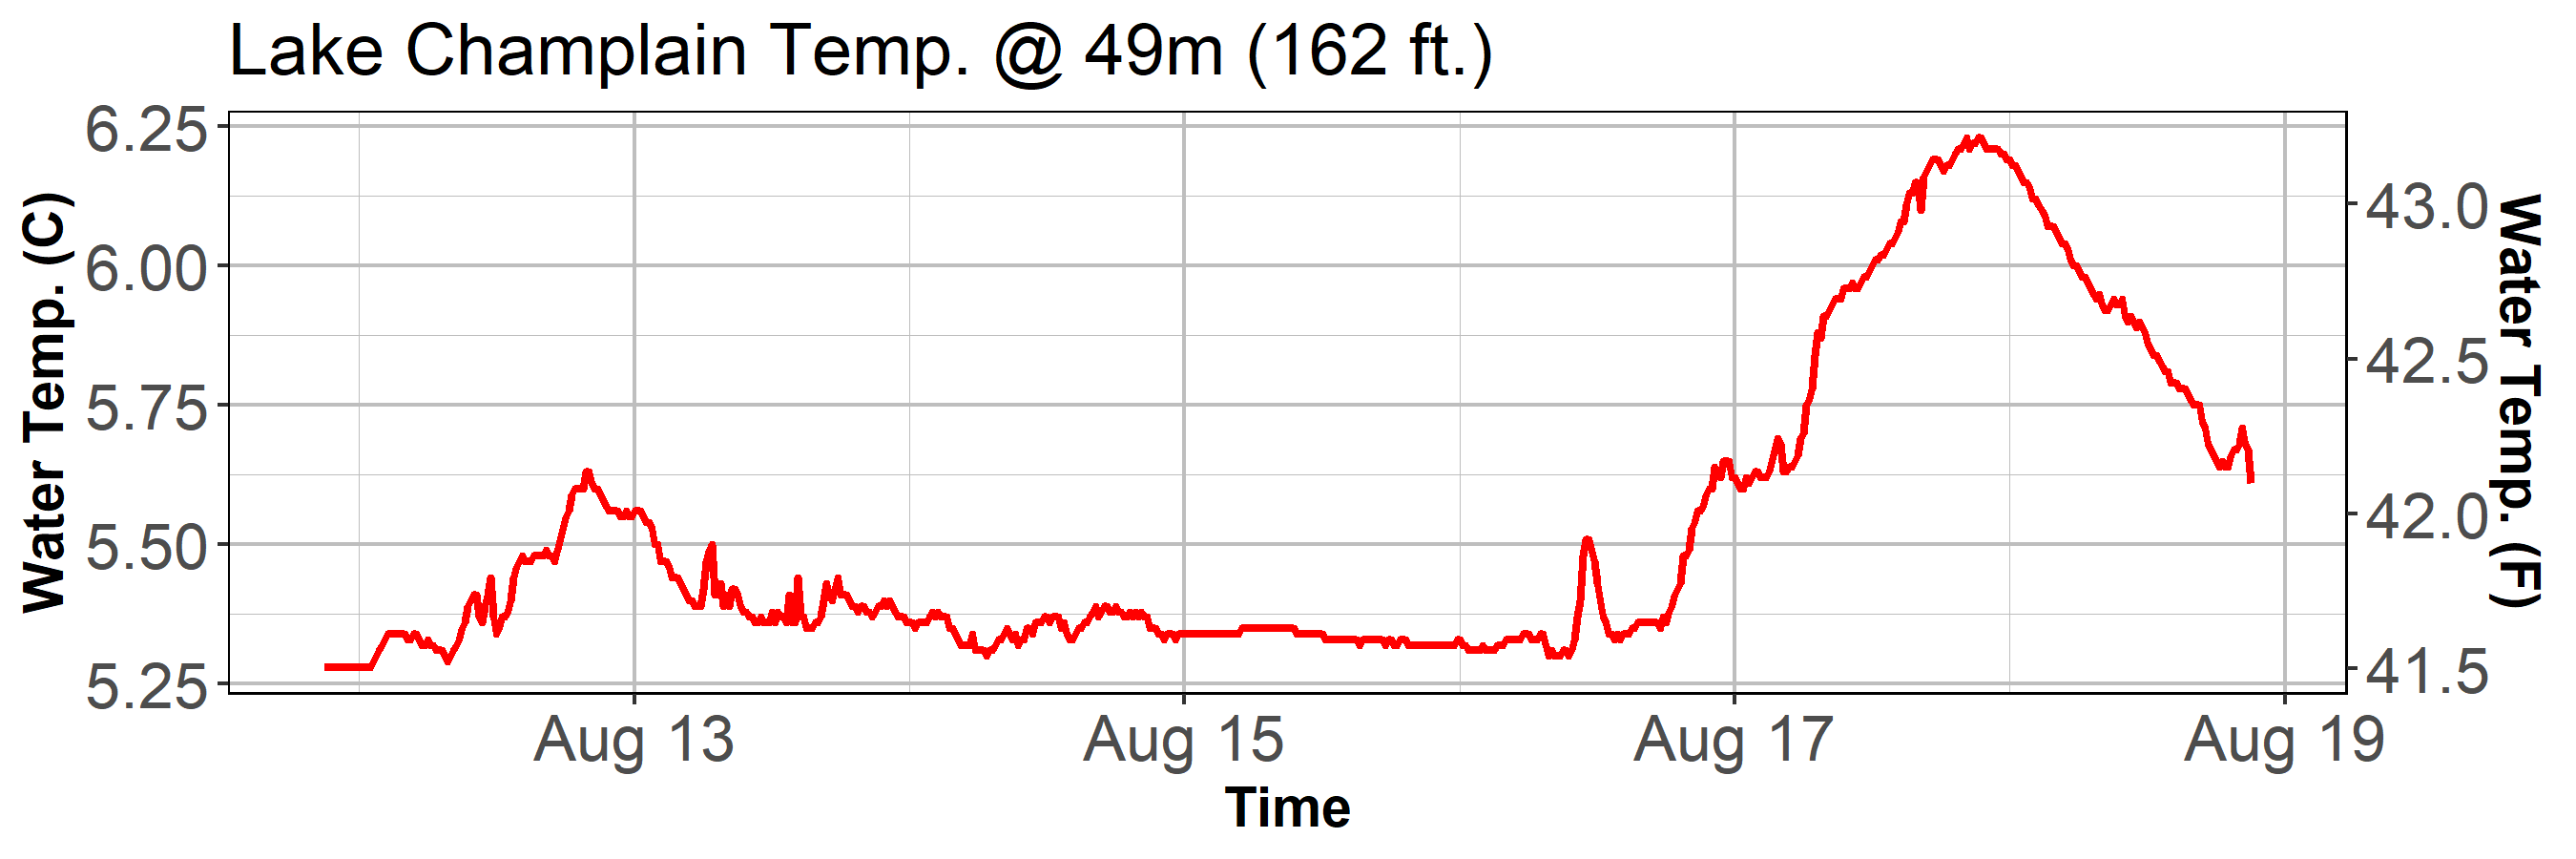 Lake Champlain Temp. @ 49m (162 ft.)
Water Temp. (C)
6.25
6.00
5.75
5.50
5.25
43.0
42.5
42.0
41.5
Water Temp. (F)
Aug 13 Aug 15 Aug 17 Aug 19
Time